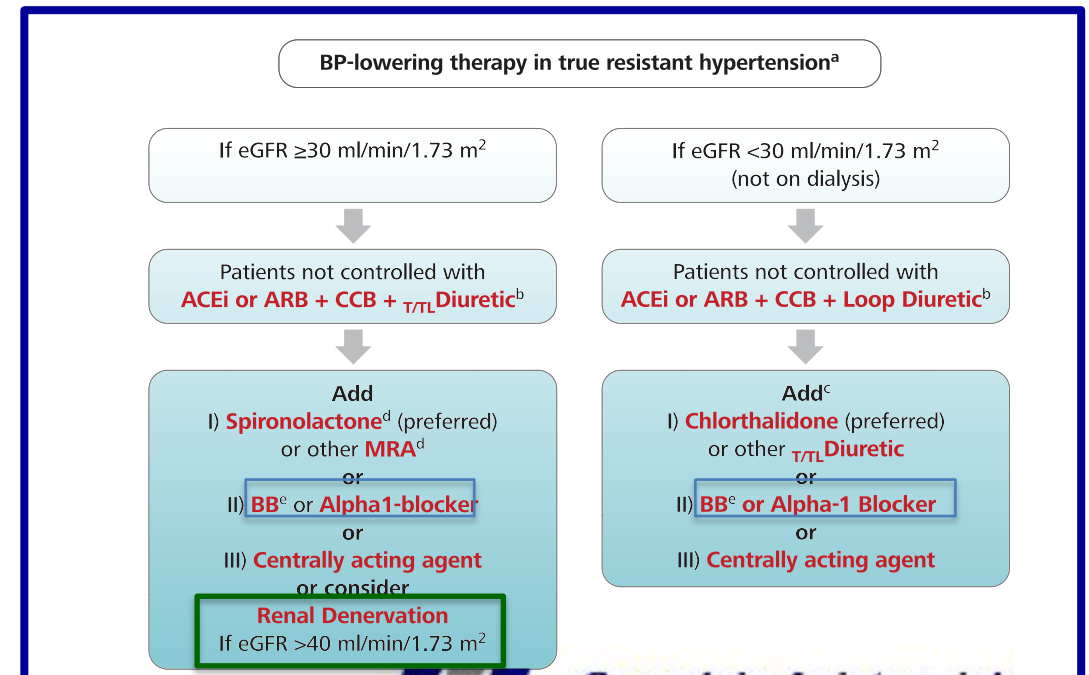 BP-lowering therapy in true resistant hypertensionᵃ
If eGFR ≥30 ml/min/1.73 m²
Patients not controlled with
ACEi or ARB + CCB + T/TLDiureticᵇ
Add
I) Spironolactoneᵈ (preferred)
or other MRAᵈ
or
II) BBᵉ or Alpha1-blocker
or
III) Centrally acting agent
or consider
Renal Denervation
If eGFR >40 ml/min/1.73 m²
If eGFR <30 ml/min/1.73 m²
(not on dialysis)
Patients not controlled with
ACEi or ARB + CCB + Loop Diureticᵇ
Addᶜ
I) Chlorthalidone (preferred)
or other T/TLDiuretic
or
II) BBᵉ or Alpha-1 Blocker
or
III) Centrally acting agent